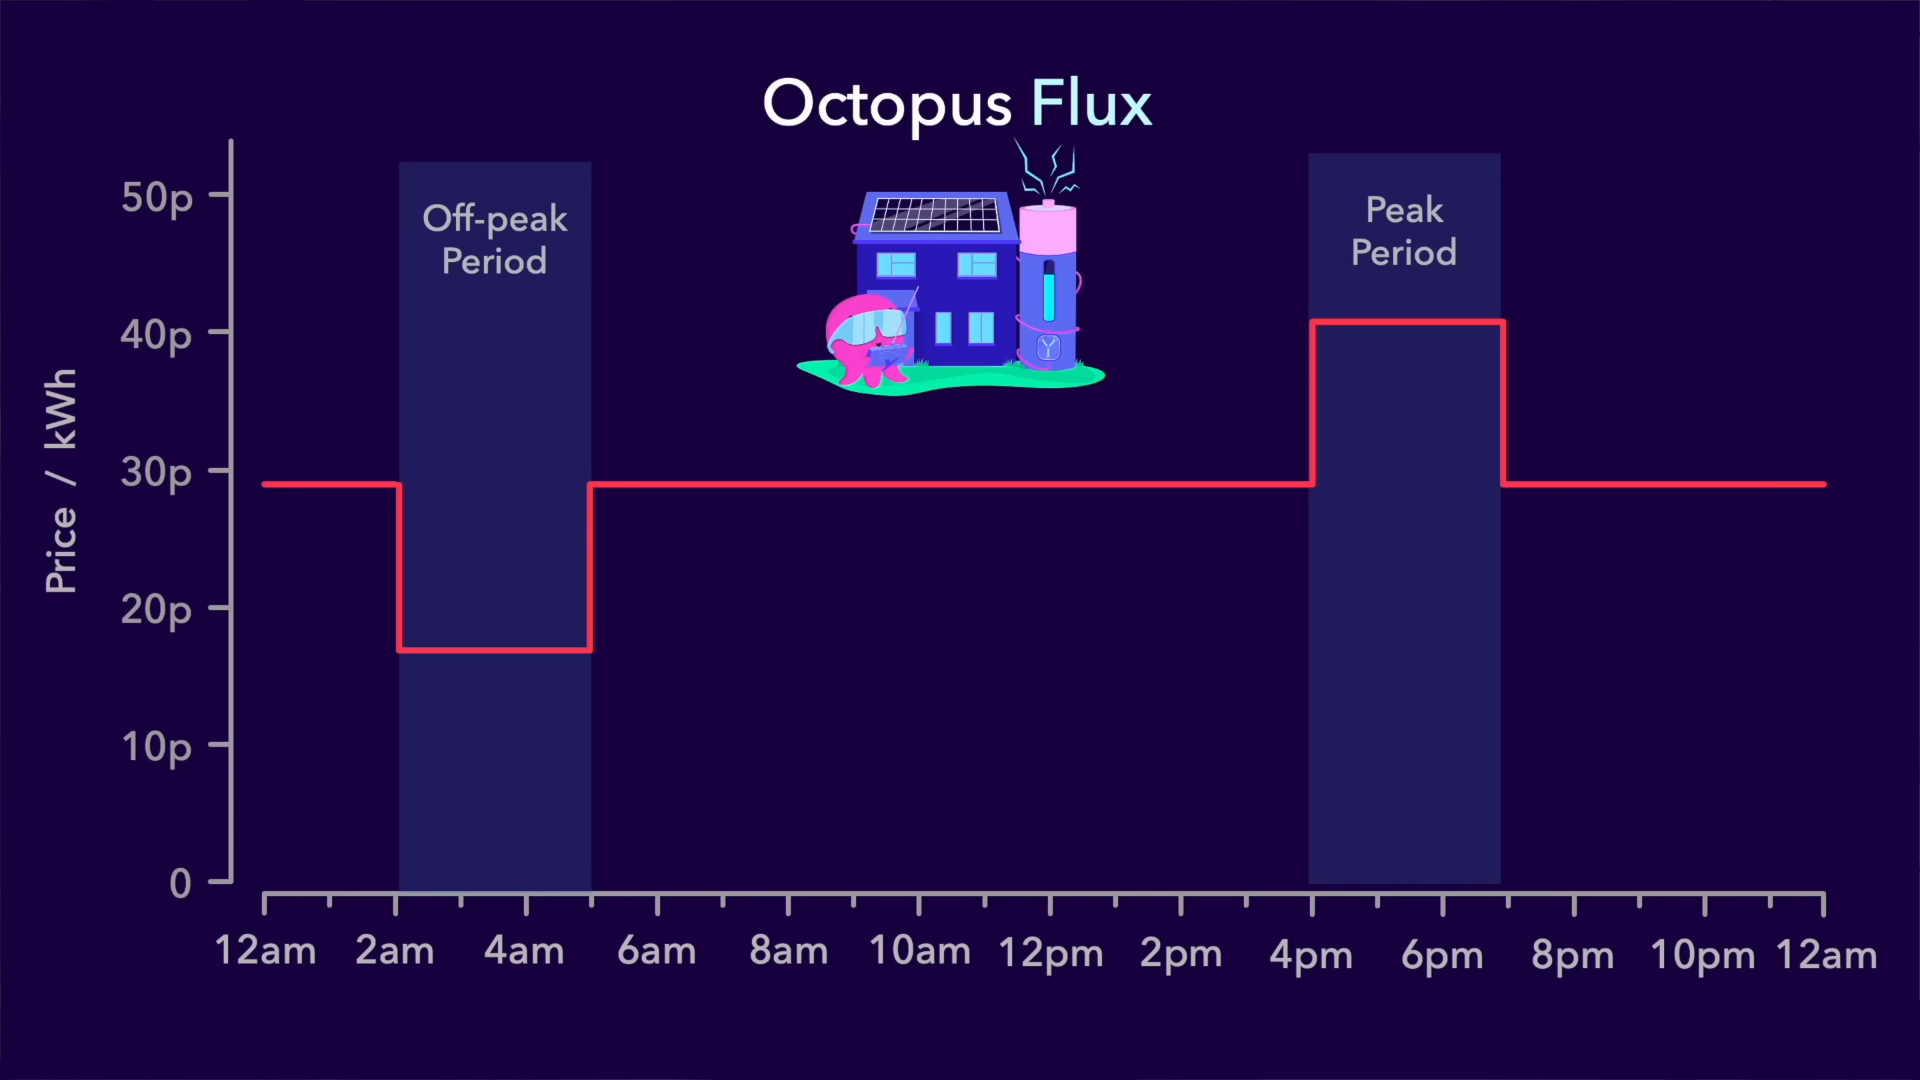 Octopus Flux
Off-peak
Period
Peak
Period
Price / kWh
50p
40p
30p
20p
10p
0
12am 2am 4am 6am 8am 10am 12pm 2pm 4pm 6pm 8pm 10pm 12am